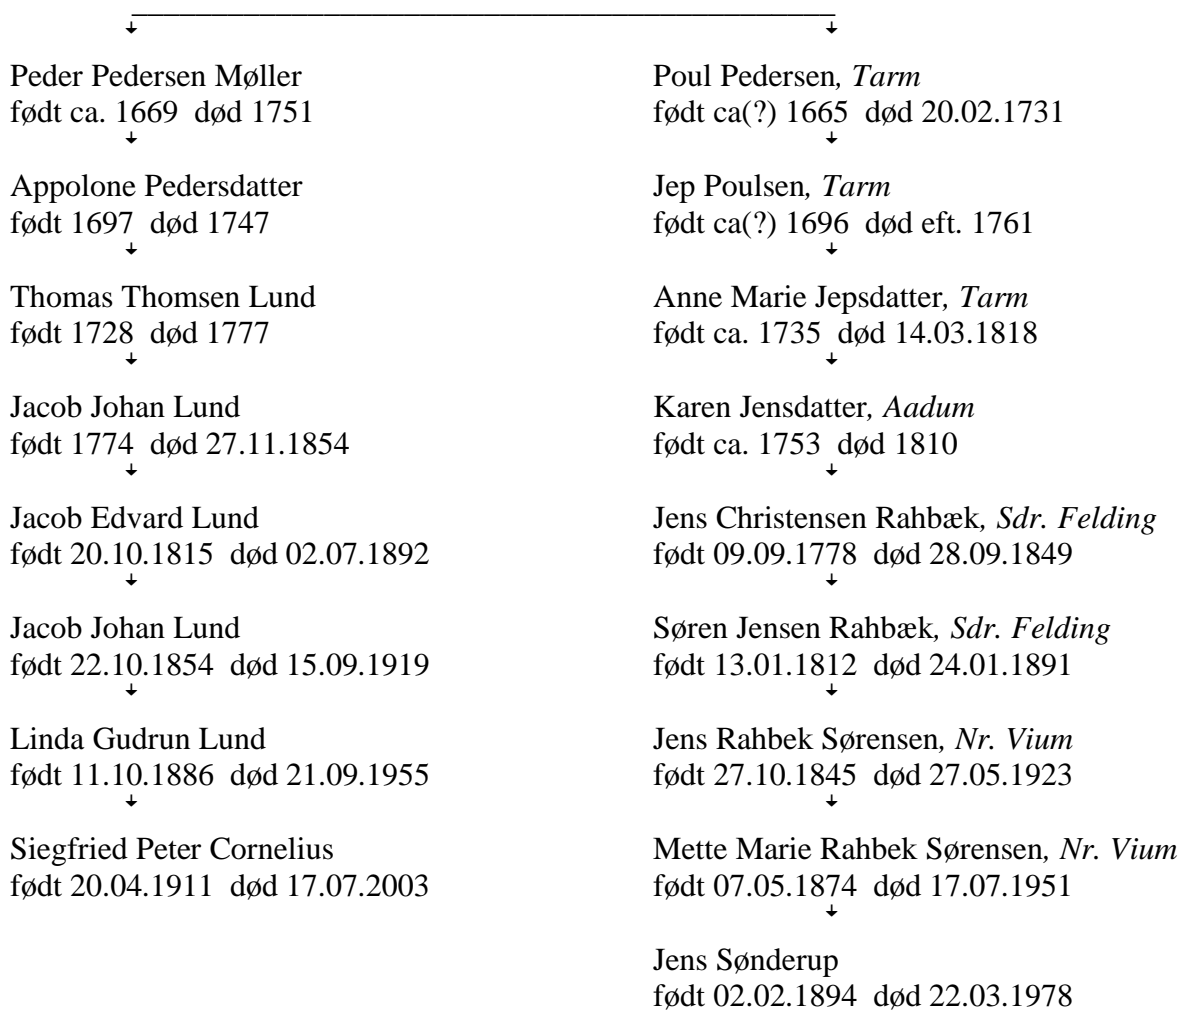 Peder Pedersen Møller
født ca. 1669 død 1751
Appolone Pedersdatter
født 1697 død 1747
Thomas Thomsen Lund
født 1728 død 1777
Jacob Johan Lund
født 1774 død 27.11.1854
Jacob Edvard Lund
født 20.10.1815 død 02.07.1892
Jacob Johan Lund
født 22.10.1854 død 15.09.1919
Linda Gudrun Lund
født 11.10.1886 død 21.09.1955
Siegfried Peter Cornelius
født 20.04.1911 død 17.07.2003
Poul Pedersen, Tarm
født ca(?) 1665 død 20.02.1731
Jep Poulsen, Tarm
født ca(?) 1696 død eft. 1761
Anne Marie Jepsdatter, Tarm
født ca. 1735 død 14.03.1818
Karen Jensdatter, Aadum
født ca. 1753 død 1810
Jens Christensen Rahbæk, Sdr. Felding
født 09.09.1778 død 28.09.1849
Søren Jensen Rahbæk, Sdr. Felding
født 13.01.1812 død 24.01.1891
Jens Rahbek Sørensen, Nr. Vium
født 27.10.1845 død 27.05.1923
Mette Marie Rahbek Sørensen, Nr. Vium
født 07.05.1874 død 17.07.1951
Jens Sønderup
født 02.02.1894 død 22.03.1978